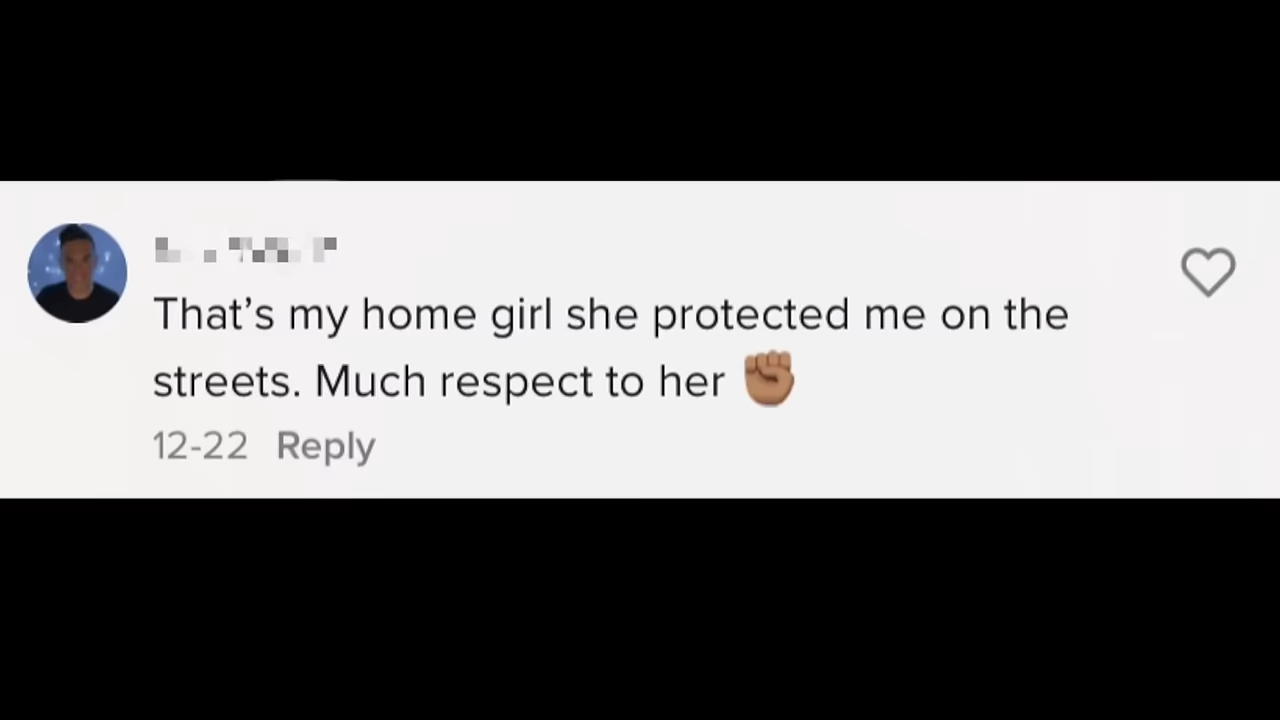 That's my home girl she protected me on the
streets. Much respect to her ✊🏽
12-22 Reply